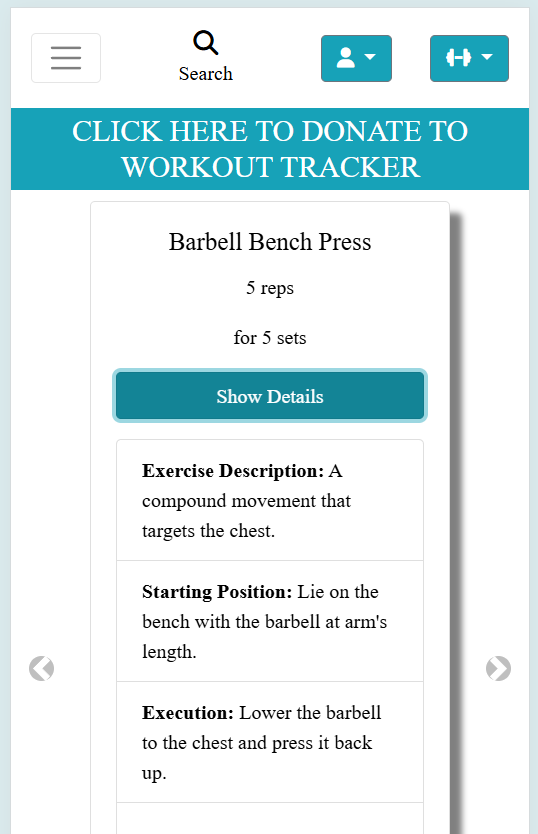 Search
CLICK HERE TO DONATE TO
WORKOUT TRACKER
Barbell Bench Press
5 reps
for 5 sets
Show Details
Exercise Description: A
compound movement that
targets the chest.
Starting Position: Lie on the
bench with the barbell at arm's
length.
Execution: Lower the barbell
to the chest and press it back
up.